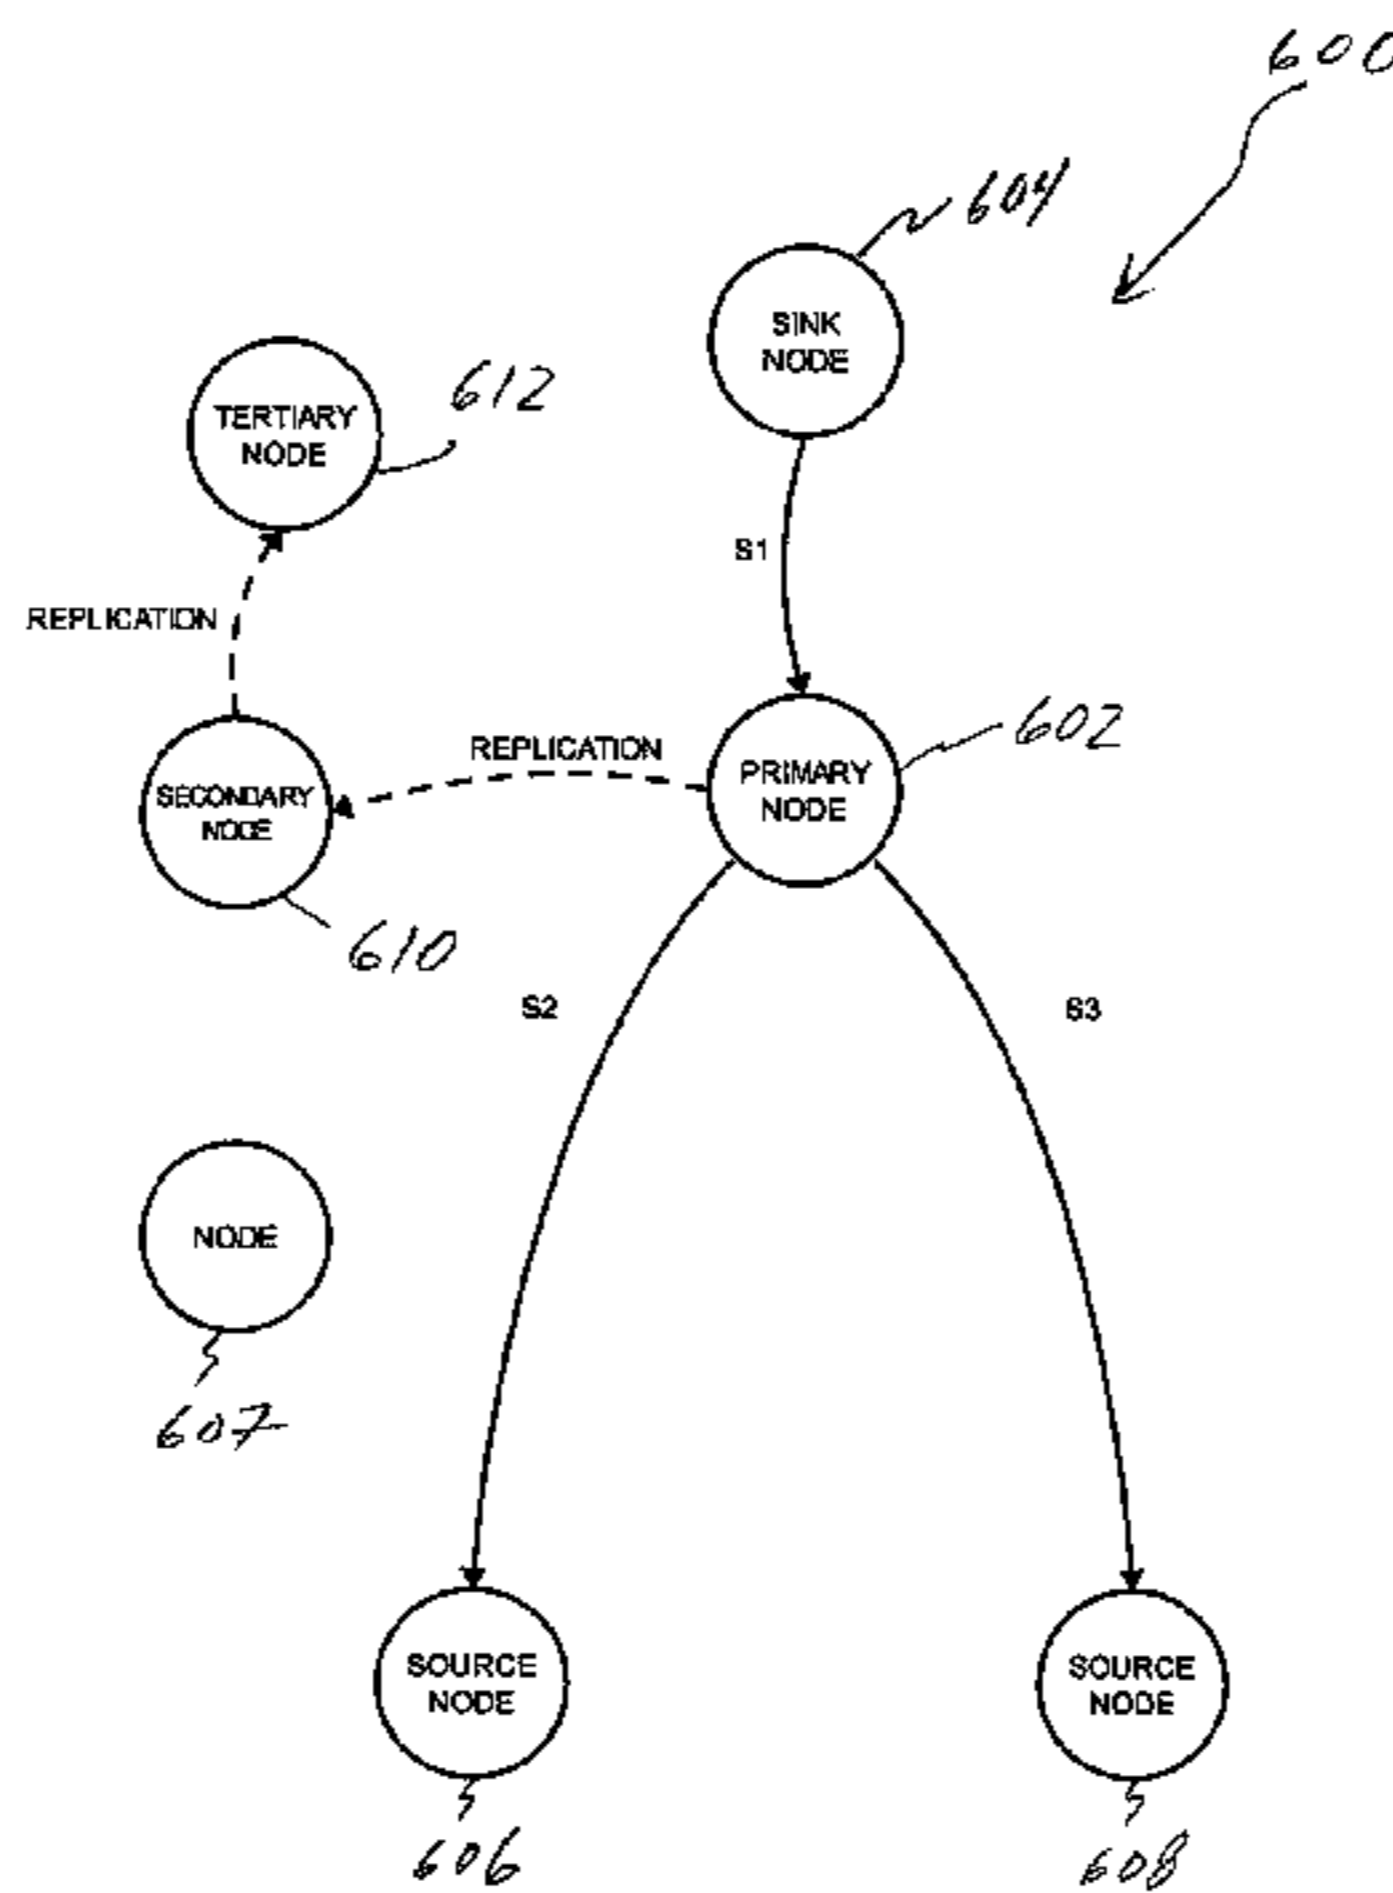 600
604
SINK
NODE
612
TERTIARY
NODE
S1
REPLICATION
602
REPLICATION
PRIMARY
NODE
SECONDARY
NODE
610
S2
S3
NODE
607
SOURCE
NODE
SOURCE
NODE
606
608